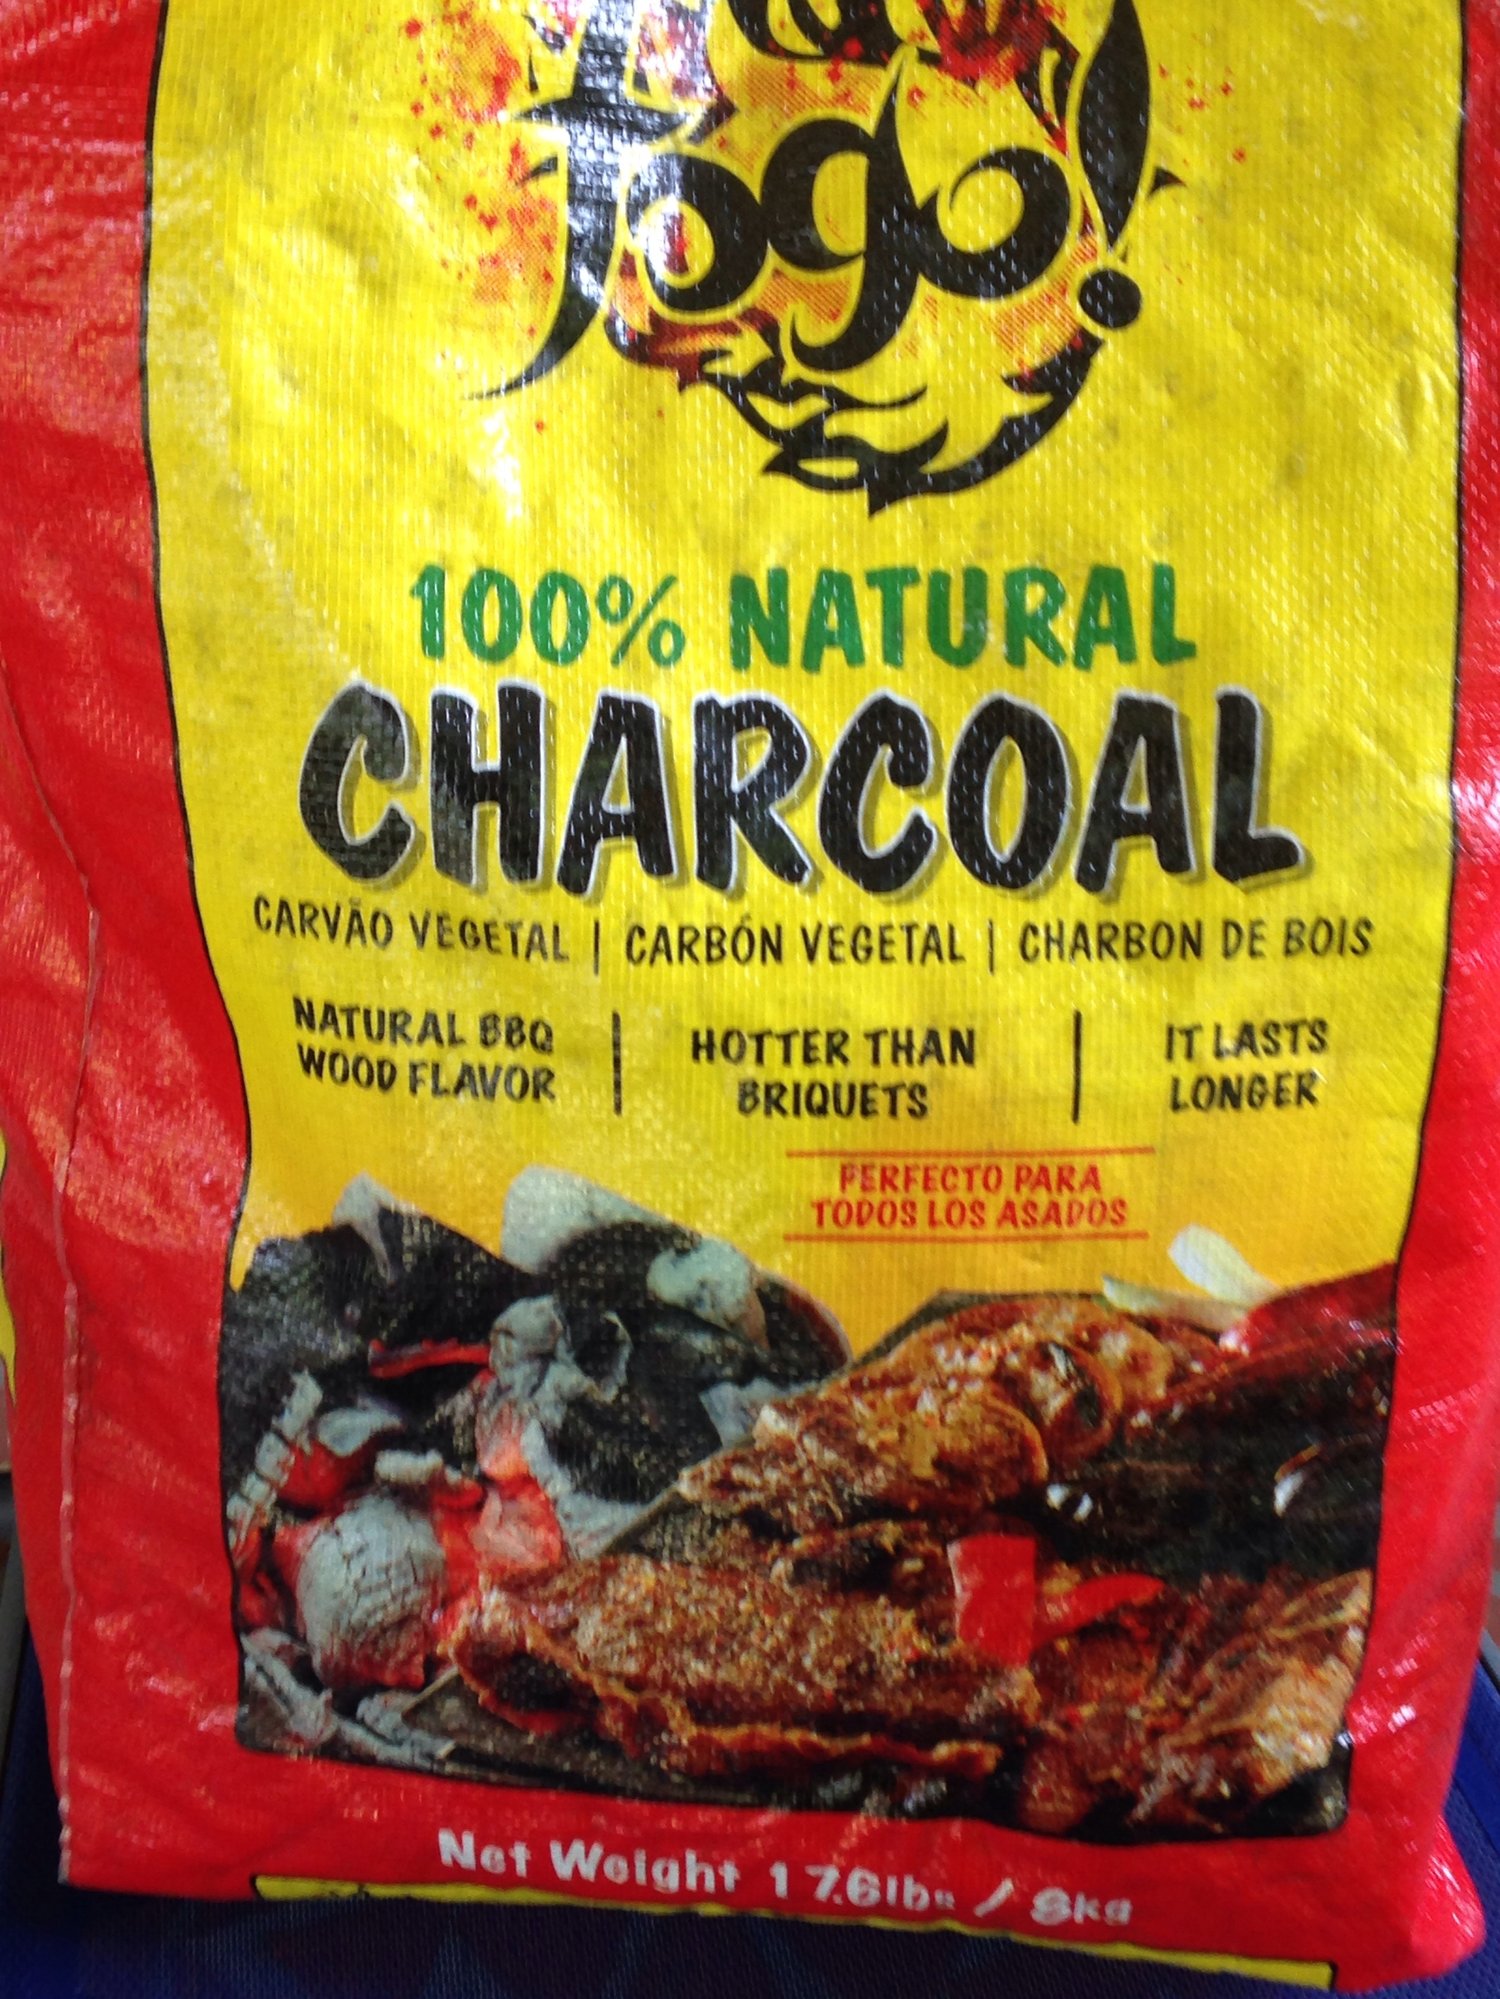 fogo!
100% NATURAL
CHARCOAL
CARVÃO VEGETAL | CARBÓN VEGETAL | CHARBON DE BOIS
NATURAL BBQ
WOOD FLAVOR
HOTTER THAN
BRIQUETS
IT LASTS
LONGER
PERFECTO PARA
TODOS LOS ASADOS
Net Weight 17.6lbs / 8kg